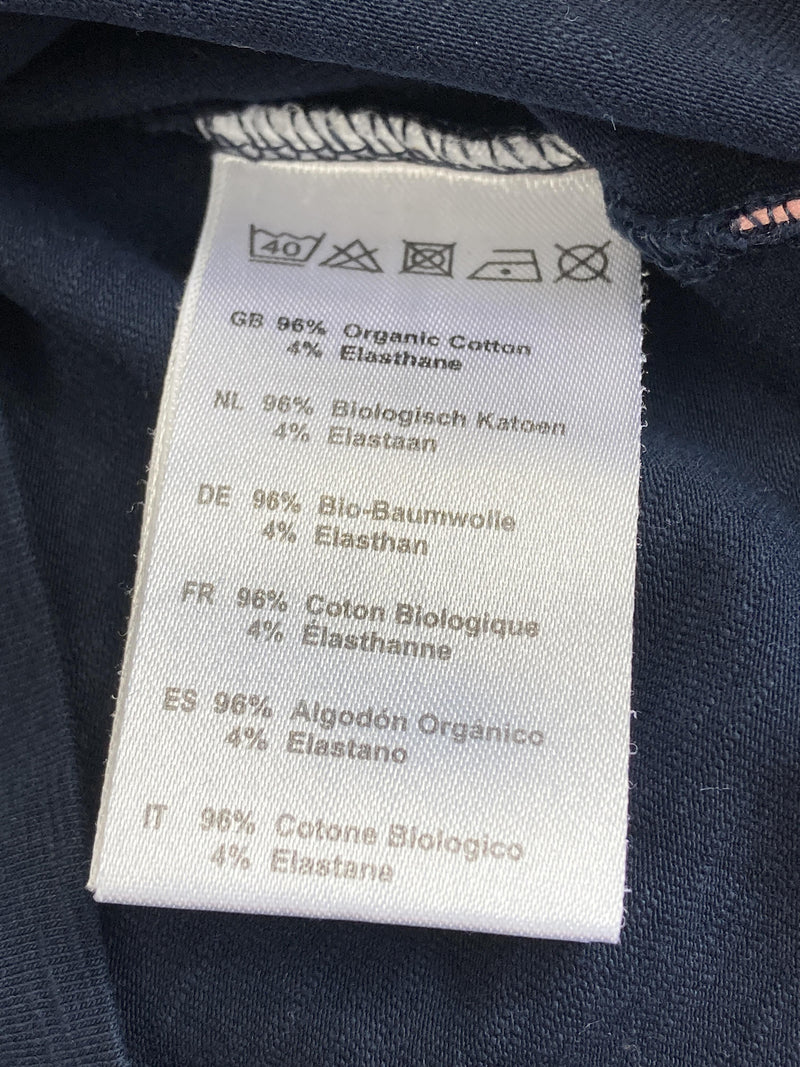 40
GB 96% Organic Cotton
4% Elasthane
NL 96% Biologisch Katoen
4% Elastaan
DE 96% Bio-Baumwolle
4% Elasthan
FR 96% Coton Biologique
4% Élasthanne
ES 96% Algodón Orgánico
4% Elastano
IT 96% Cotone Biologico
4% Elastane